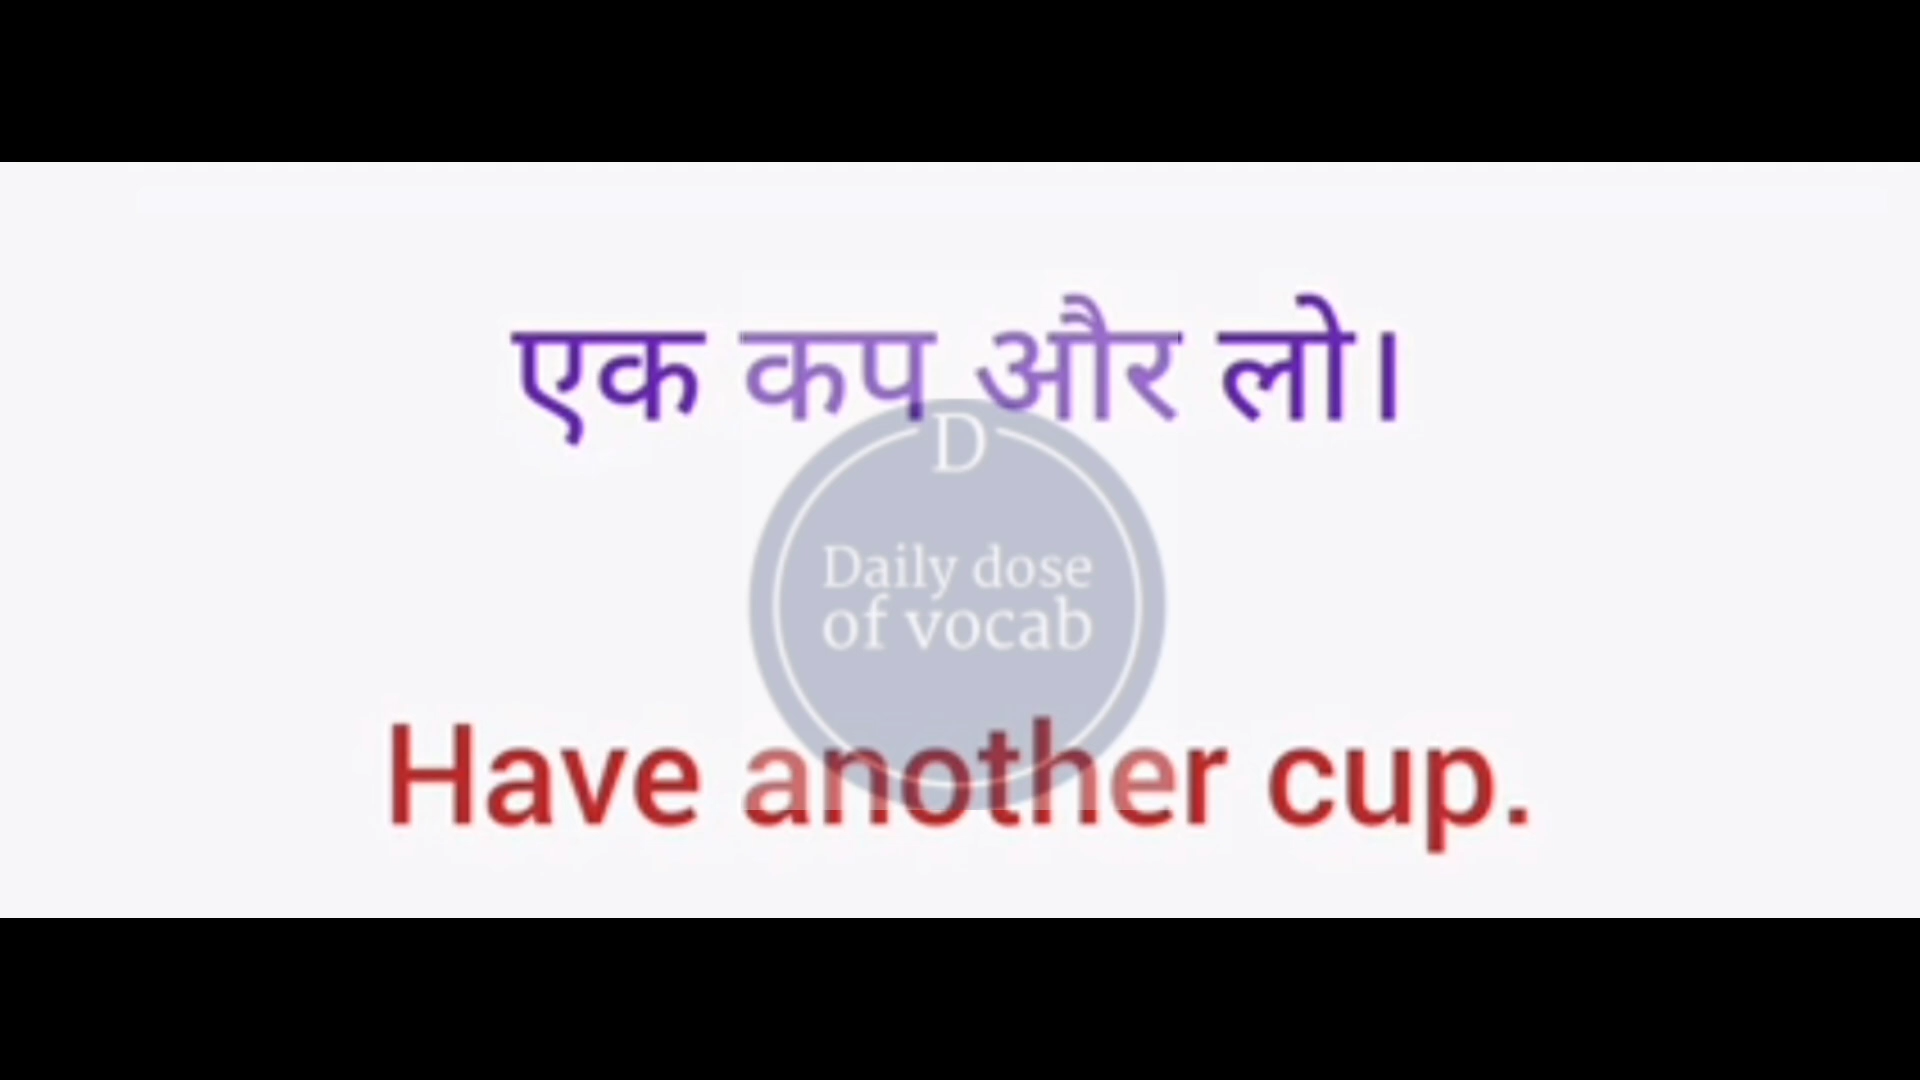 एक कप और लो।
D
Daily dose
of vocab
Have another cup.